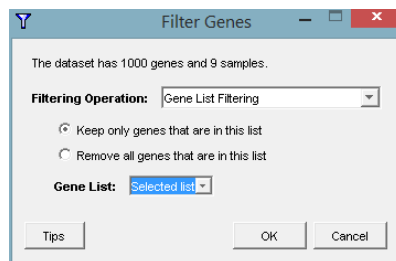 Filter Genes
The dataset has 1000 genes and 9 samples.
Filtering Operation: Gene List Filtering
Keep only genes that are in this list
Remove all genes that are in this list
Gene List: Selected list
Tips OK Cancel